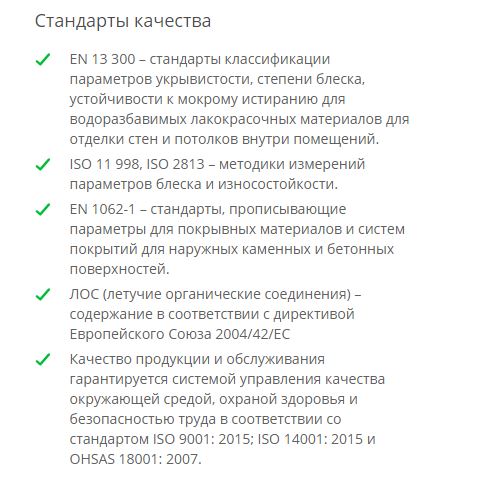 Стандарты качества
EN 13 300 – стандарты классификации
параметров укрывистости, степени блеска,
устойчивости к мокрому истиранию для
водоразбавимых лакокрасочных материалов для
отделки стен и потолков внутри помещений.
ISO 11 998, ISO 2813 – методики измерений
параметров блеска и износостойкости.
EN 1062-1 – стандарты, прописывающие
параметры для покрывных материалов и систем
покрытий для наружных каменных и бетонных
поверхностей.
ЛОС (летучие органические соединения) –
содержание в соответствии с директивой
Европейского Союза 2004/42/ЕС
Качество продукции и обслуживания
гарантируется системой управления качества
окружающей средой, охраной здоровья и
безопасностью труда в соответствии со
стандартом ISO 9001: 2015; ISO 14001: 2015 и
OHSAS 18001: 2007.